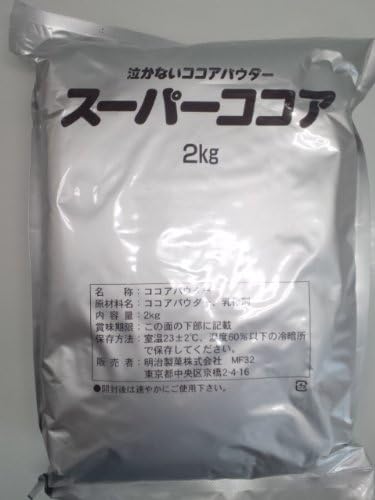 泣かないココアパウダー
スーパーココア
2kg
名 称:ココアパウダー
原材料名:ココアパウダー、乳化剤
内 容 量:2kg
賞味期限:この面の下部に記載
保存方法:室温23±2℃、湿度60%以下の冷暗所
で保存してください。
販 売 者:明治製菓株式会社 MF32
東京都中央区京橋2-4-16
●開封後は速やかにご使用下さい。